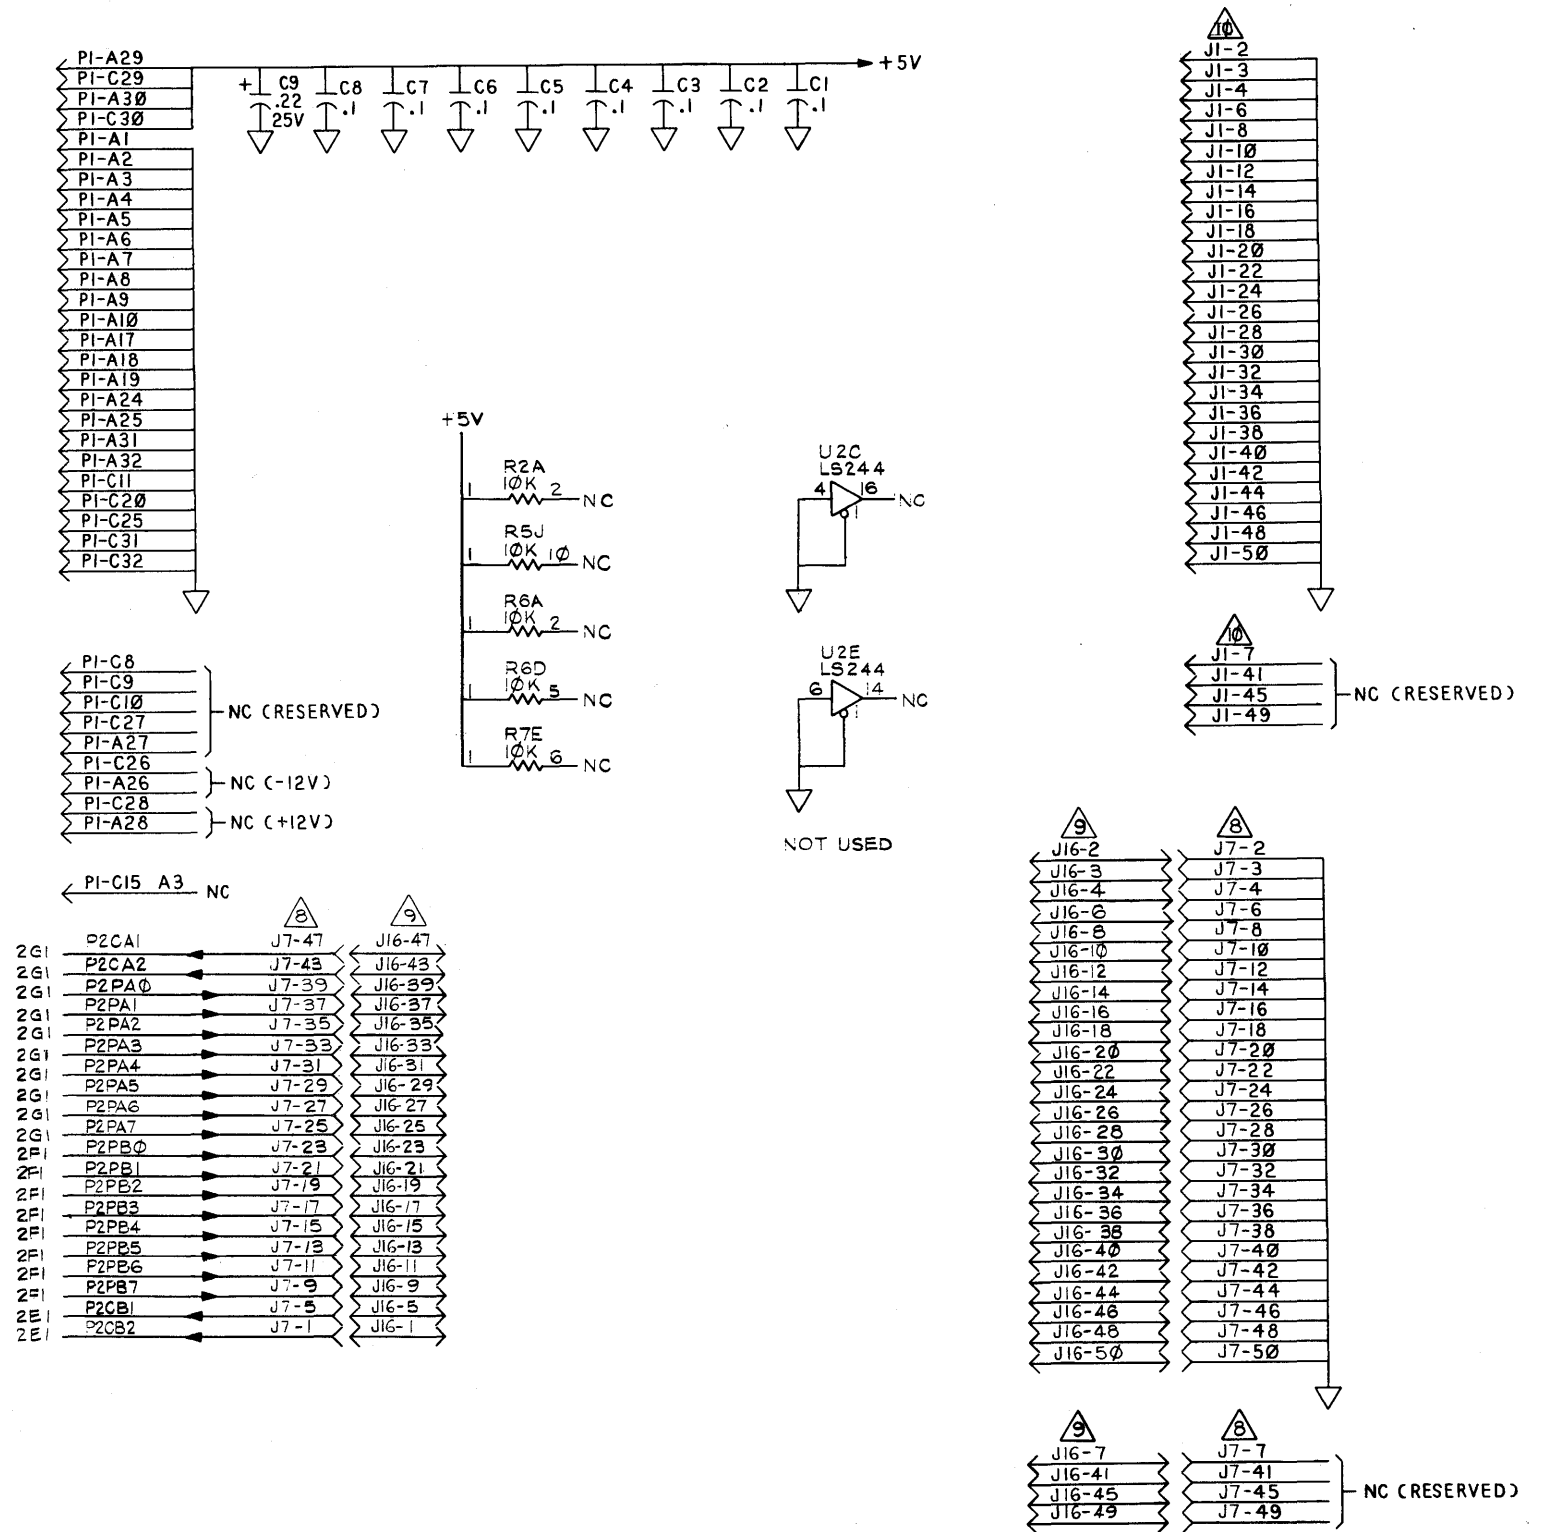 P1-A29
P1-C29
P1-A3Ø
P1-C3Ø
P1-A1
P1-A2
P1-A3
P1-A4
P1-A5
P1-A6
P1-A7
P1-A8
P1-A9
P1-A1Ø
P1-A17
P1-A18
P1-A19
P1-A24
P1-A25
P1-A31
P1-A32
P1-C11
P1-C2Ø
P1-C25
P1-C31
P1-C32
+ C9
.22
25V
C8
.1
C7
.1
C6
.1
C5
.1
C4
.1
C3
.1
C2
.1
C1
.1
+5V
1Ø
J1-2
J1-3
J1-4
J1-6
J1-8
J1-1Ø
J1-12
J1-14
J1-16
J1-18
J1-2Ø
J1-22
J1-24
J1-26
J1-28
J1-3Ø
J1-32
J1-34
J1-36
J1-38
J1-4Ø
J1-42
J1-44
J1-46
J1-48
J1-5Ø
+5V
R2A
1ØK
1 2 NC
R5J
1ØK
1 1Ø NC
R6A
1ØK
1 2 NC
R6D
1ØK
1 5 NC
R7E
1ØK
1 6 NC
U2C
LS244
4 16 NC
1
U2E
LS244
6 14 NC
1
NOT USED
1Ø
J1-7
J1-41
J1-45
J1-49
NC (RESERVED)
P1-C8
P1-C9
P1-C1Ø
P1-C27
P1-A27
NC (RESERVED)
P1-C26
P1-A26
NC (-12V)
P1-C28
P1-A28
NC (+12V)
P1-C15 A3 NC
8 9
2G1 P2CA1 J7-47 J16-47
2G1 P2CA2 J7-43 J16-43
2G1 P2PAØ J7-39 J16-39
2G1 P2PA1 J7-37 J16-37
2G1 P2PA2 J7-35 J16-35
2G1 P2PA3 J7-33 J16-33
2G1 P2PA4 J7-31 J16-31
2G1 P2PA5 J7-29 J16-29
2G1 P2PA6 J7-27 J16-27
2G1 P2PA7 J7-25 J16-25
2F1 P2PBØ J7-23 J16-23
2F1 P2PB1 J7-21 J16-21
2F1 P2PB2 J7-19 J16-19
2F1 P2PB3 J7-17 J16-17
2F1 P2PB4 J7-15 J16-15
2F1 P2PB5 J7-13 J16-13
2F1 P2PB6 J7-11 J16-11
2F1 P2PB7 J7-9 J16-9
2E1 P2CB1 J7-5 J16-5
2E1 P2CB2 J7-1 J16-1
9 8
J16-2 J7-2
J16-3 J7-3
J16-4 J7-4
J16-6 J7-6
J16-8 J7-8
J16-1Ø J7-1Ø
J16-12 J7-12
J16-14 J7-14
J16-16 J7-16
J16-18 J7-18
J16-2Ø J7-2Ø
J16-22 J7-22
J16-24 J7-24
J16-26 J7-26
J16-28 J7-28
J16-3Ø J7-3Ø
J16-32 J7-32
J16-34 J7-34
J16-36 J7-36
J16-38 J7-38
J16-4Ø J7-4Ø
J16-42 J7-42
J16-44 J7-44
J16-46 J7-46
J16-48 J7-48
J16-5Ø J7-5Ø
9 8
J16-7 J7-7
J16-41 J7-41
J16-45 J7-45
J16-49 J7-49
NC (RESERVED)